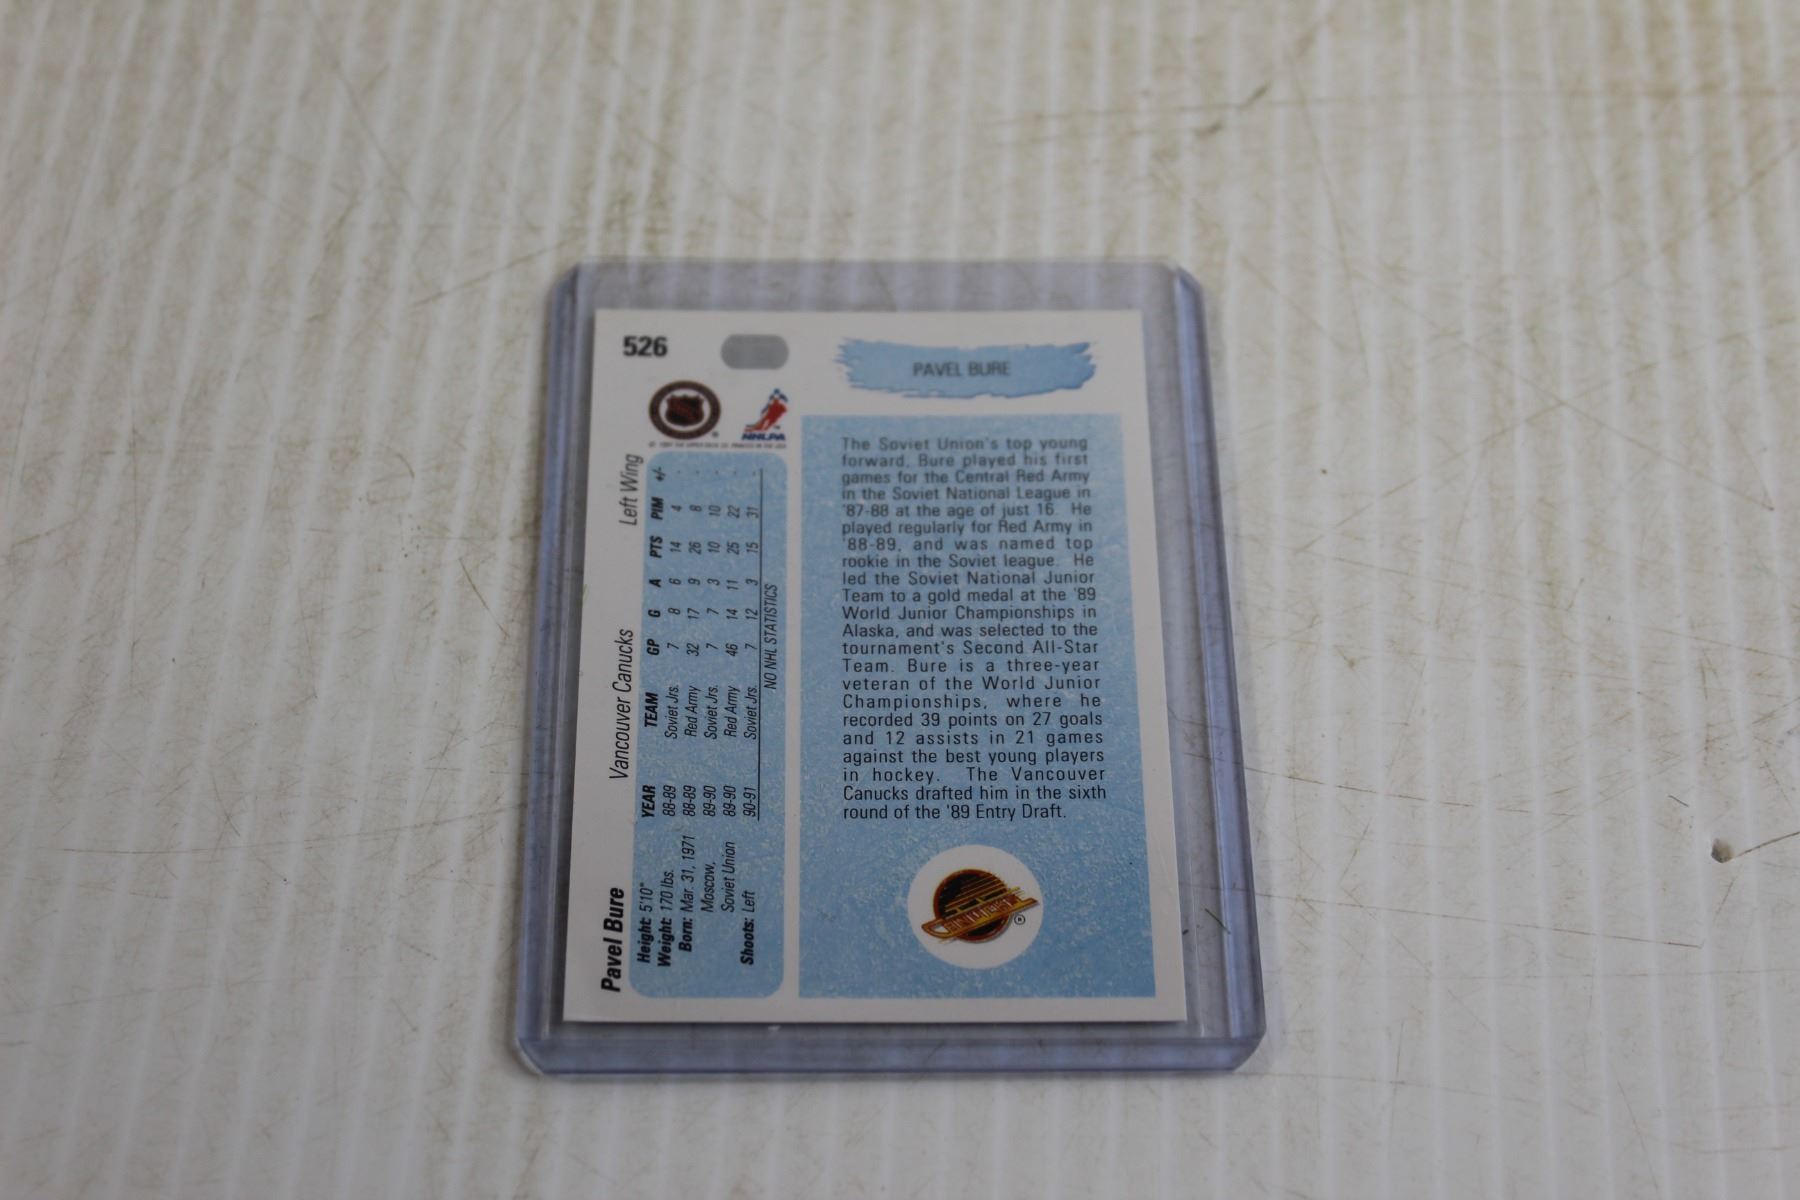 526
PAVEL BURE
NHLPA
The Soviet Union's top young
forward, Bure played his first
games for the Central Red Army
in the Soviet National League in
'87-88 at the age of just 16. He
played regularly for Red Army in
'88-89, and was named top
rookie in the Soviet league. He
led the Soviet National Junior
Team to a gold medal at the '89
World Junior Championships in
Alaska, and was selected to the
tournament's Second All-Star
Team. Bure is a three-year
veteran of the World Junior
Championships, where he
recorded 39 points on 27 goals
and 12 assists in 21 games
against the best young players
in hockey. The Vancouver
Canucks drafted him in the sixth
round of the '89 Entry Draft.
Pavel Bure Vancouver Canucks Left Wing
Height: 5'10"
Weight: 170 lbs.
Born: Mar. 31, 1971
Moscow,
Soviet Union
Shoots: Left
YEAR TEAM GP G A PTS PIM +/-
88-89 Soviet Jrs. 7 8 6 14 4 -
88-89 Red Army 32 17 9 26 8 -
89-90 Soviet Jrs. 7 7 3 10 10 -
89-90 Red Army 46 14 11 25 22 -
90-91 Soviet Jrs. 7 12 3 15 31 -
NO NHL STATISTICS